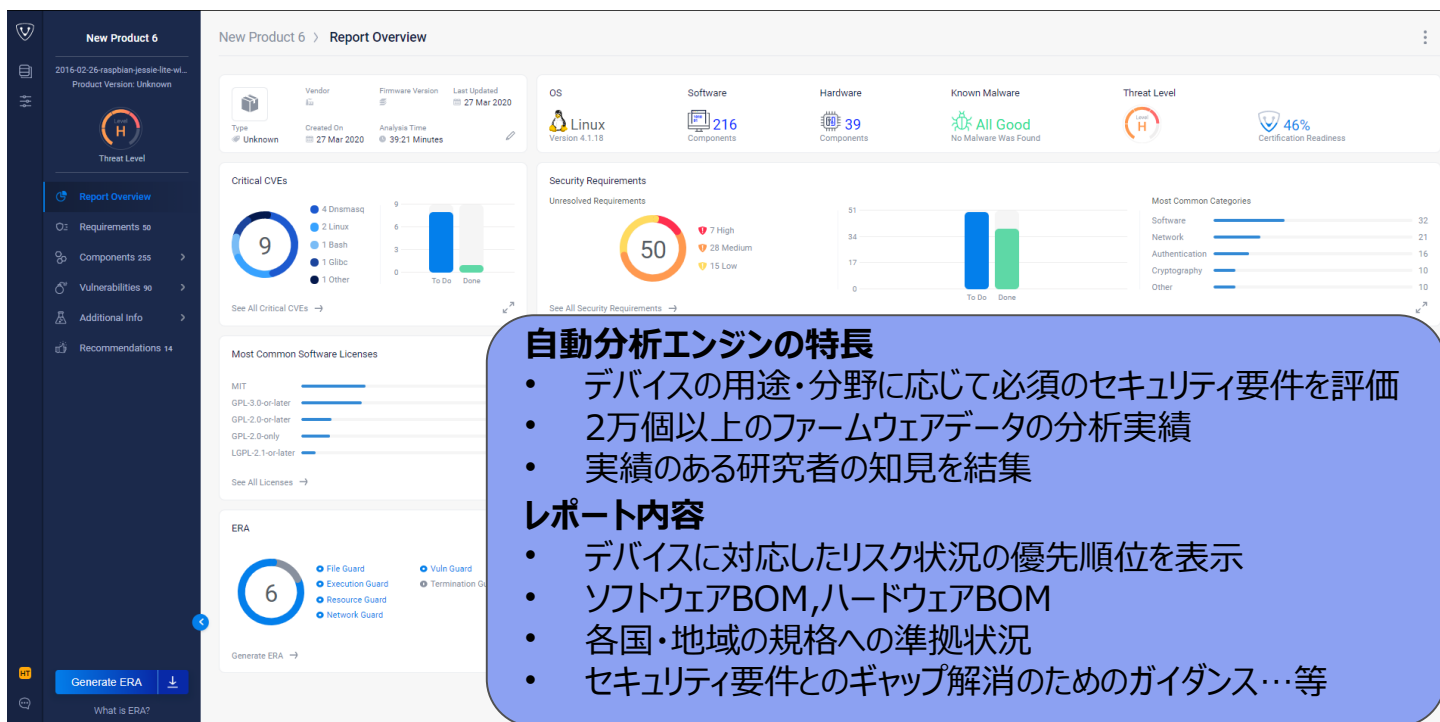 New Product 6
2016-02-26-raspbian-jessie-lite-wi...
Product Version: Unknown
Level
H
Threat Level
Report Overview
Requirements 50
Components 255
Vulnerabilities 90
Additional Info
Recommendations 14
HT
Generate ERA
What is ERA?
New Product 6 > Report Overview
Vendor
Firmware Version
Last Updated
27 Mar 2020
Type
Unknown
Created On
27 Mar 2020
Analysis Time
39:21 Minutes
OS
Linux
Version 4.1.18
Software
216
Components
Hardware
39
Components
Known Malware
All Good
No Malware Was Found
Threat Level
Level
H
46%
Certification Readiness
Critical CVEs
9
4 Dnsmasq
2 Linux
1 Bash
1 Glibc
1 Other
9
6
3
0
To Do Done
See All Critical CVEs →
Security Requirements
Unresolved Requirements
50
7 High
28 Medium
15 Low
51
34
17
0
To Do Done
Most Common Categories
Software 32
Network 21
Authentication 16
Cryptography 10
Other 10
See All Security Requirements →
Most Common Software Licenses
MIT
GPL-3.0-or-later
GPL-2.0-or-later
GPL-2.0-only
LGPL-2.1-or-later
See All Licenses →
ERA
6
File Guard
Execution Guard
Resource Guard
Network Guard
Vuln Guard
Termination Gu
Generate ERA →
自動分析エンジンの特長
• デバイスの用途・分野に応じて必須のセキュリティ要件を評価
• 2万個以上のファームウェアデータの分析実績
• 実績のある研究者の知見を結集
レポート内容
• デバイスに対応したリスク状況の優先順位を表示
• ソフトウェアBOM,ハードウェアBOM
• 各国・地域の規格への準拠状況
• セキュリティ要件とのギャップ解消のためのガイダンス…等